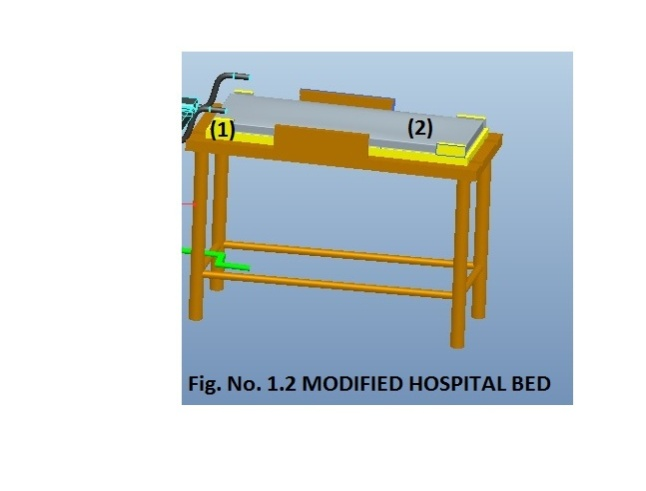 (1) (2)
Fig. No. 1.2 MODIFIED HOSPITAL BED